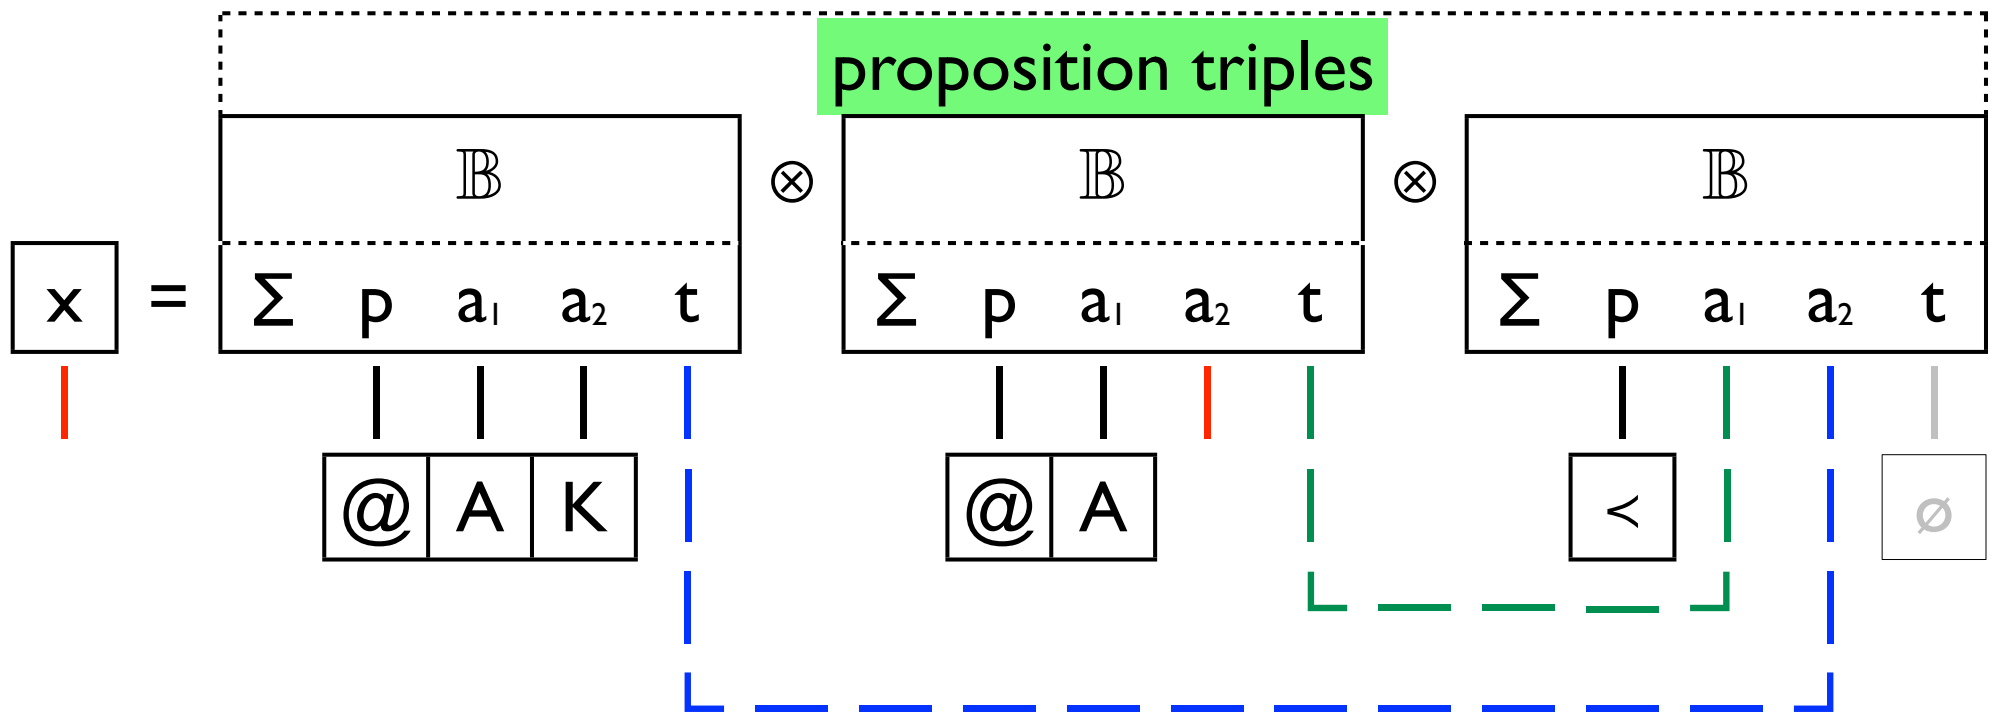 proposition triples
𝔹 ⊗ 𝔹 ⊗ 𝔹
x = Σ p a₁ a₂ t Σ p a₁ a₂ t Σ p a₁ a₂ t
@ A K @ A ≺ ∅